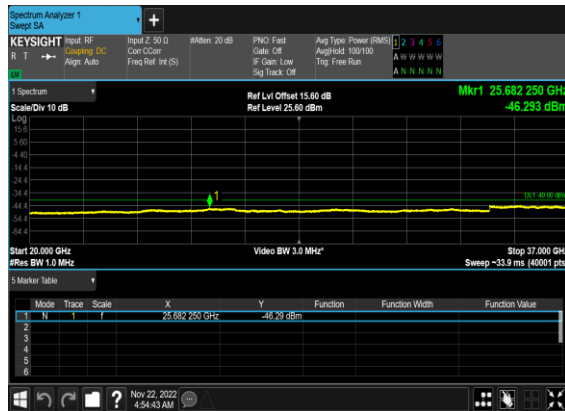 Spectrum Analyzer 1
Swept SA
KEYSIGHT
R T
Input: RF
Coupling: DC
Align: Auto
Input Z: 50 Ω
Corr CCorr
Freq Ref: Int (S)
#Atten: 20 dB
PNO: Fast
Gate: Off
IF Gain: Low
Sig Track: Off
Avg Type: Power (RMS)
Avg|Hold: 100/100
Trig: Free Run
1 2 3 4 5 6
A W W W W W
A N N N N N
1 Spectrum
Scale/Div 10 dB
Log
Ref Lvl Offset 15.60 dB
Ref Level 25.60 dBm
Mkr1 25.682 250 GHz
-46.293 dBm
15.6
5.60
-4.40
-14.4
-24.4
-34.4
-44.4
-54.4
-64.4
1
DL1 -40.00 dBm
Start 20.000 GHz
#Res BW 1.0 MHz
Video BW 3.0 MHz*
Stop 37.000 GHz
Sweep ~33.9 ms (40001 pts)
5 Marker Table
Mode Trace Scale X Y Function Function Width Function Value
1 N 1 f 25.682 250 GHz -46.29 dBm
2
3
4
5
6
?
Nov 22, 2022
4:54:43 AM